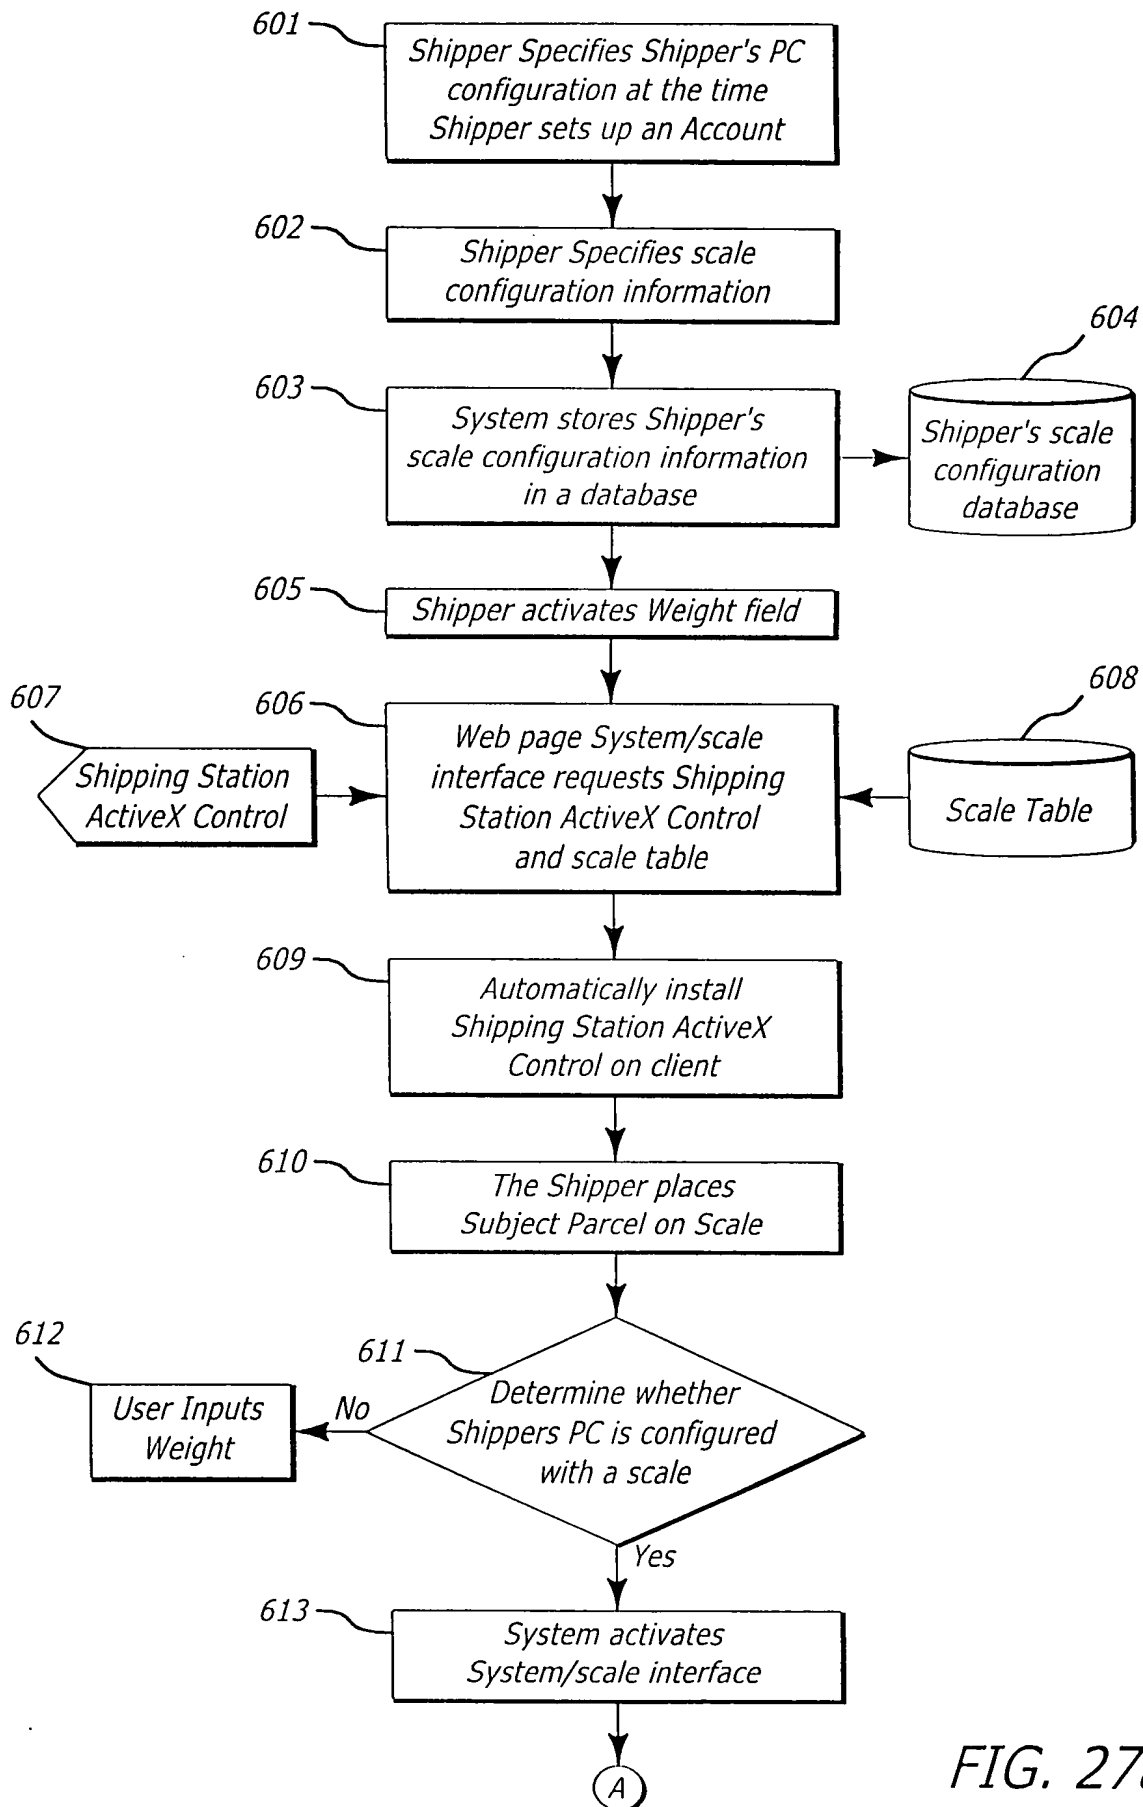 601
Shipper Specifies Shipper's PC
configuration at the time
Shipper sets up an Account
602
Shipper Specifies scale
configuration information
603
System stores Shipper's
scale configuration information
in a database
604
Shipper's scale
configuration
database
605
Shipper activates Weight field
606
Web page System/scale
interface requests Shipping
Station ActiveX Control
and scale table
607
Shipping Station
ActiveX Control
608
Scale Table
609
Automatically install
Shipping Station ActiveX
Control on client
610
The Shipper places
Subject Parcel on Scale
611
Determine whether
Shippers PC is configured
with a scale
No
612
User Inputs
Weight
Yes
613
System activates
System/scale interface
A
FIG.